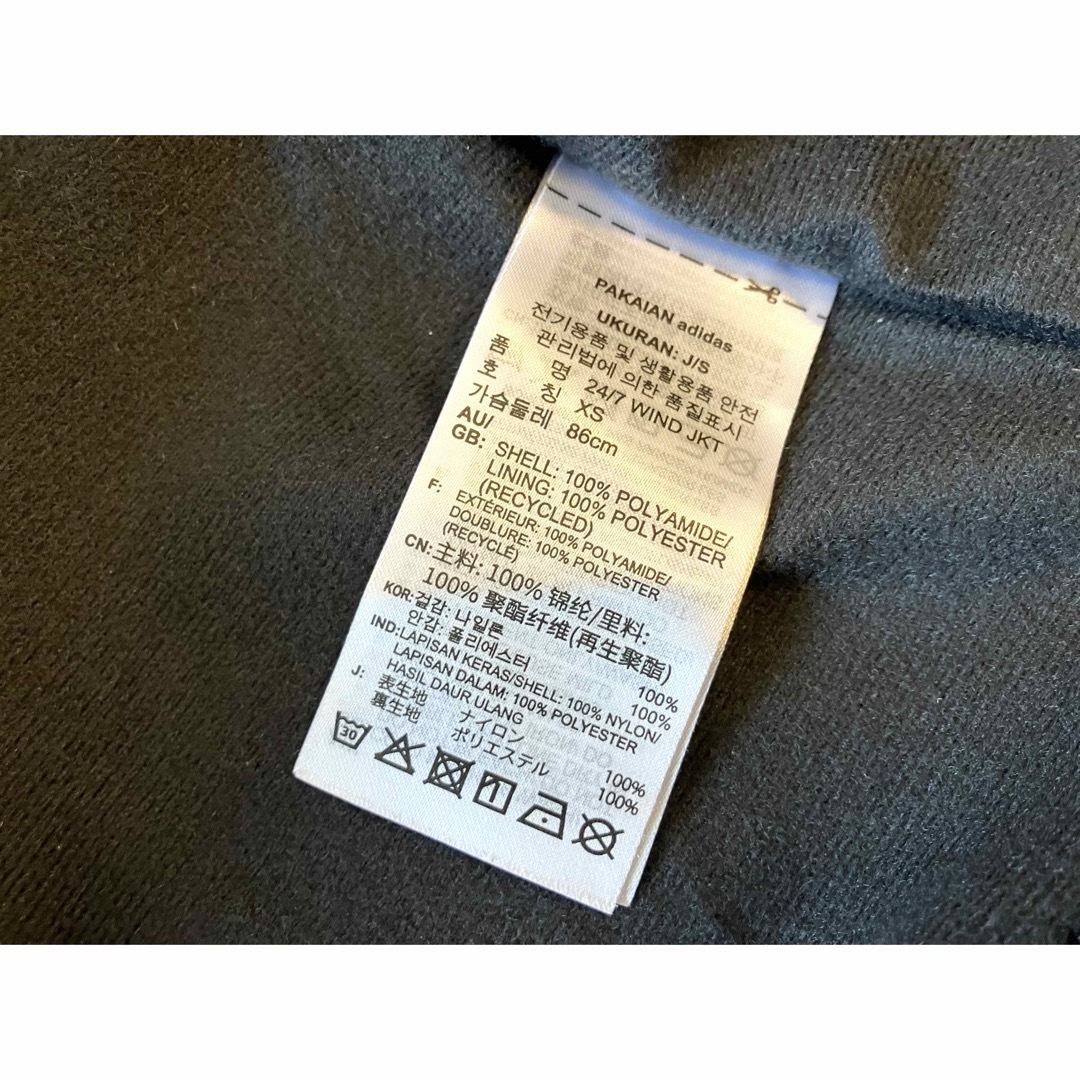 PAKAIAN adidas
UKURAN: J/S
전기용품 및 생활용품 안전
관리법에 의한 품질표시
품 명 24/7 WIND JKT
호 칭 XS
가슴둘레 86cm
AU/
GB: SHELL: 100% POLYAMIDE/
LINING: 100% POLYESTER
(RECYCLED)
F: EXTÉRIEUR: 100% POLYAMIDE/
DOUBLURE: 100% POLYESTER
(RECYCLÉ)
CN: 主料: 100% 锦纶/里料:
100% 聚酯纤维(再生聚酯)
KOR: 겉감: 나일론 100%
안감: 폴리에스터 100%
IND: LAPISAN KERAS/SHELL: 100% NYLON/
LAPISAN DALAM: 100% POLYESTER
HASIL DAUR ULANG
J: 表生地 ナイロン 100%
裏生地 ポリエステル 100%
30